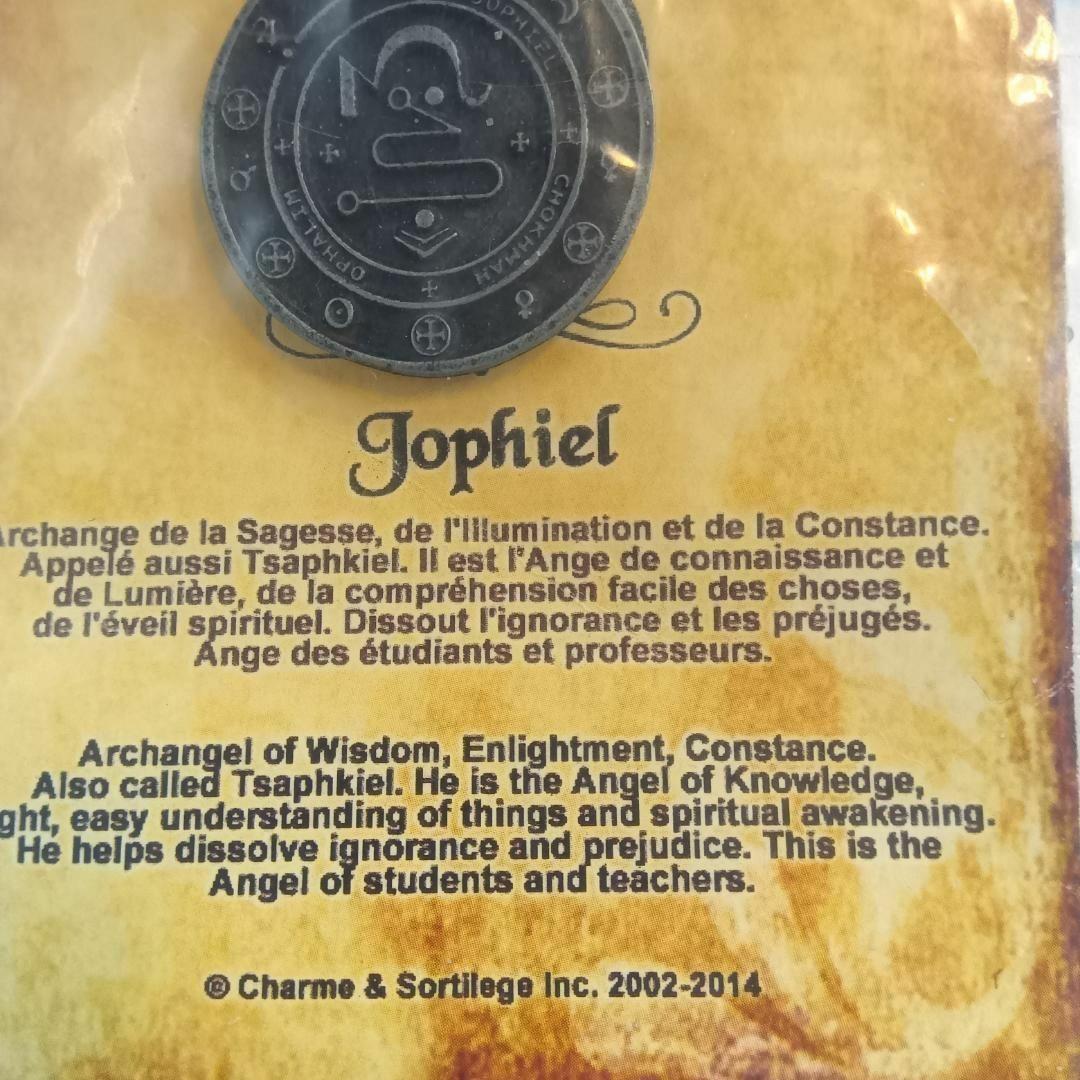 JOPHIEL
CHOKHMAH
OPHALIM
Jophiel
Archange de la Sagesse, de l'Illumination et de la Constance.
Appelé aussi Tsaphkiel. Il est l'Ange de connaissance et
de Lumière, de la compréhension facile des choses,
de l'éveil spirituel. Dissout l'ignorance et les préjugés.
Ange des étudiants et professeurs.
Archangel of Wisdom, Enlightment, Constance.
Also called Tsaphkiel. He is the Angel of Knowledge,
ght, easy understanding of things and spiritual awakening.
He helps dissolve ignorance and prejudice. This is the
Angel of students and teachers.
© Charme & Sortilege Inc. 2002-2014